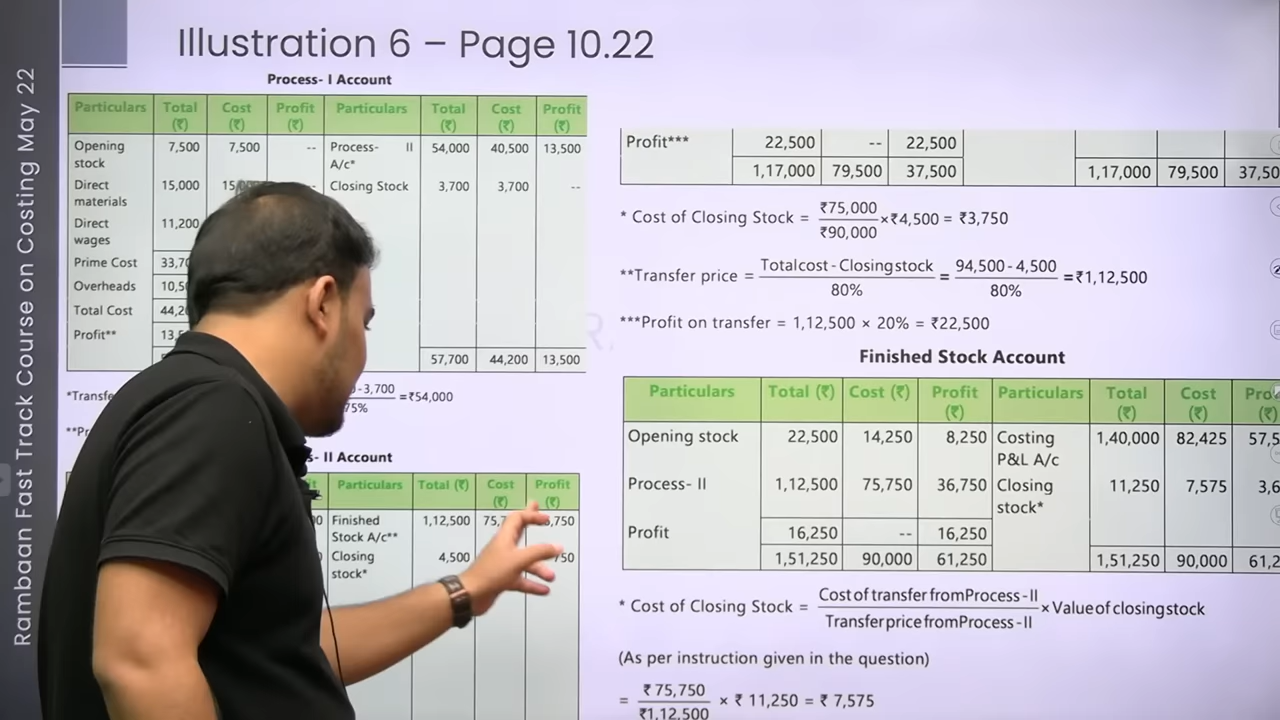 Illustration 6 – Page 10.22
Rambaan Fast Track Course on Costing May 22
Process- I Account
Particulars Total (₹) Cost (₹) Profit (₹) Particulars Total (₹) Cost (₹) Profit (₹)
Opening stock 7,500 7,500 -- Process- II A/c* 54,000 40,500 13,500
Direct materials 15,000 -- Closing Stock 3,700 3,700 --
Direct wages 11,200
Prime Cost
Overheads
Total Cost
Profit**
57,700 44,200 13,500
-3,700
75%
=₹54,000
II Account
Particulars Total (₹) Cost (₹) Profit (₹)
Finished Stock A/c** 1,12,500
Closing stock* 4,500
Profit*** 22,500 -- 22,500
1,17,000 79,500 37,500 1,17,000 79,500
* Cost of Closing Stock = ₹75,000 / ₹90,000 ×₹4,500 = ₹3,750
**Transfer price = Totalcost - Closingstock / 80% = 94,500 - 4,500 / 80% =₹1,12,500
***Profit on transfer = 1,12,500 × 20% = ₹22,500
Finished Stock Account
Particulars Total (₹) Cost (₹) Profit (₹) Particulars Total (₹) Cost (₹)
Opening stock 22,500 14,250 8,250 Costing P&L A/c 1,40,000 82,425
Process- II 1,12,500 75,750 36,750 Closing stock* 11,250 7,575
Profit 16,250 -- 16,250
1,51,250 90,000 61,250 1,51,250 90,000
* Cost of Closing Stock = Cost of transfer from Process - II / Transfer price from Process - II × Value of closing stock
(As per instruction given in the question)
= ₹ 75,750 / ₹1,12,500 × ₹ 11,250 = ₹ 7,575